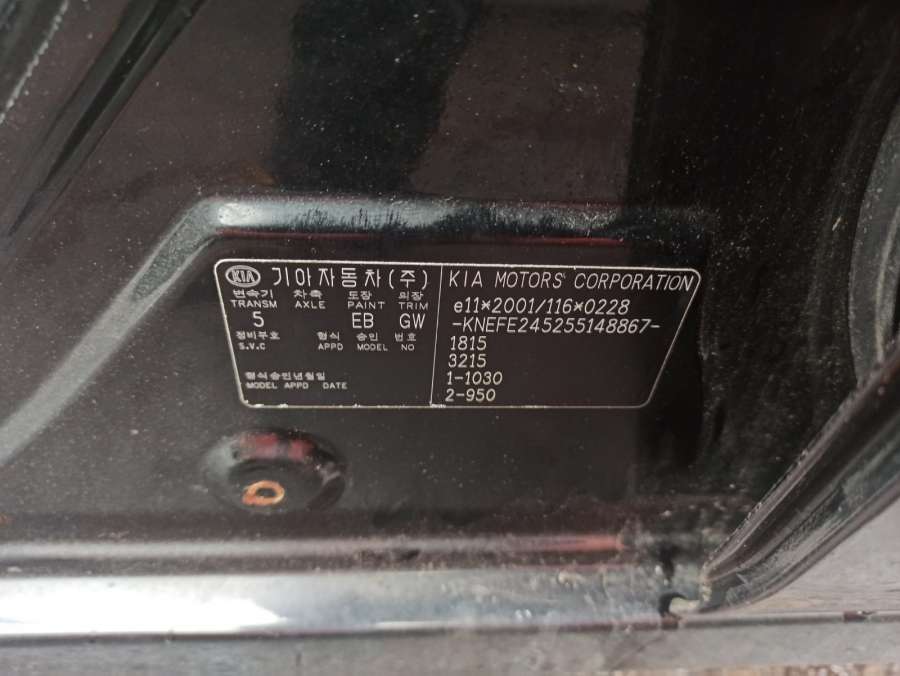 KIA 기아자동차(주)
변속기 차축 도장 의장
TRANSM AXLE PAINT TRIM
5 EB GW
정비부호 형식 승인 번호
S.V.C APPD MODEL NO
형식승인년월일
MODEL APPD DATE
KIA MOTORS CORPORATION
e11*2001/116*0228
-KNEFE245255148867-
1815
3215
1-1030
2-950